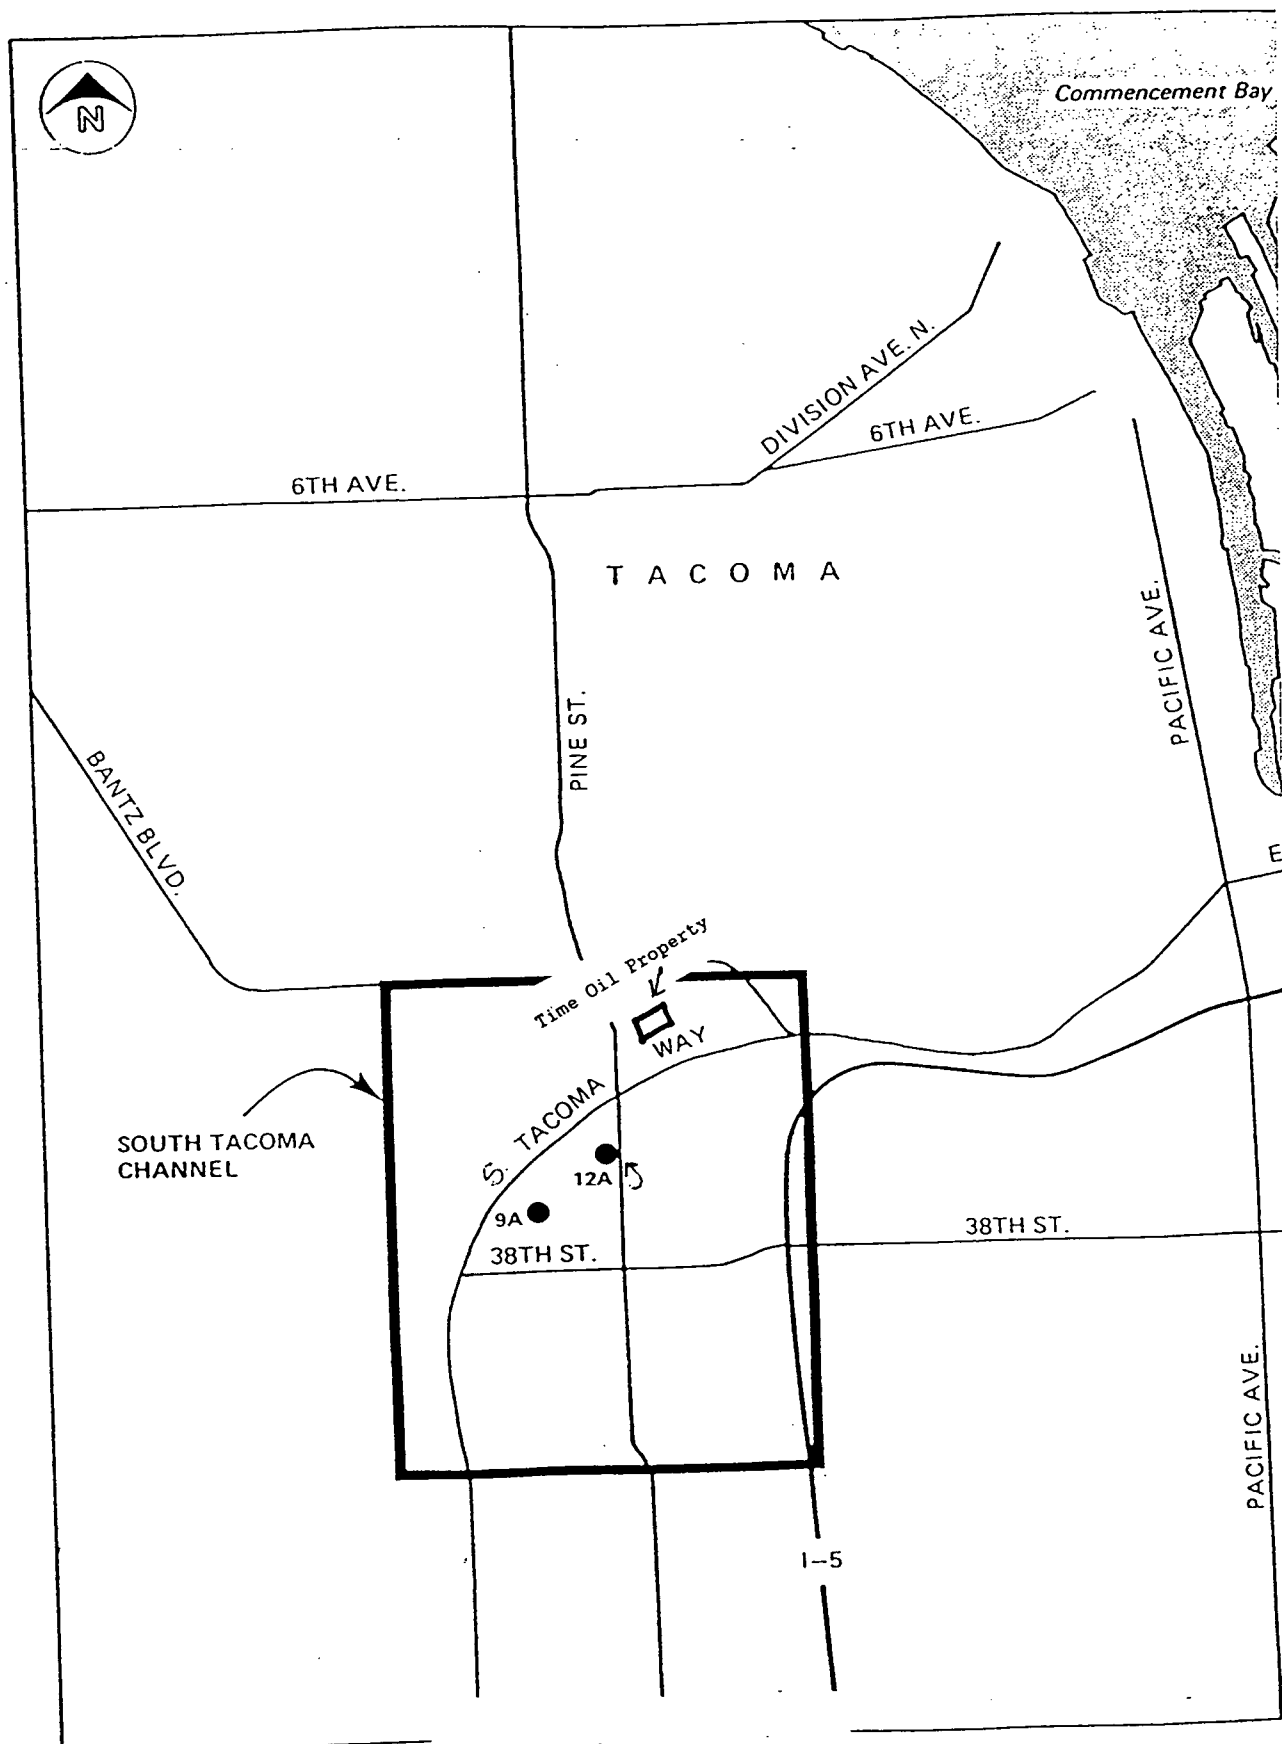 N
Commencement Bay
DIVISION AVE. N.
6TH AVE.
6TH AVE.
TACOMA
PACIFIC AVE.
PINE ST.
BANTZ BLVD.
E
Time Oil Property
WAY
S. TACOMA
SOUTH TACOMA
CHANNEL
12A
9A
38TH ST.
38TH ST.
PACIFIC AVE.
I-5